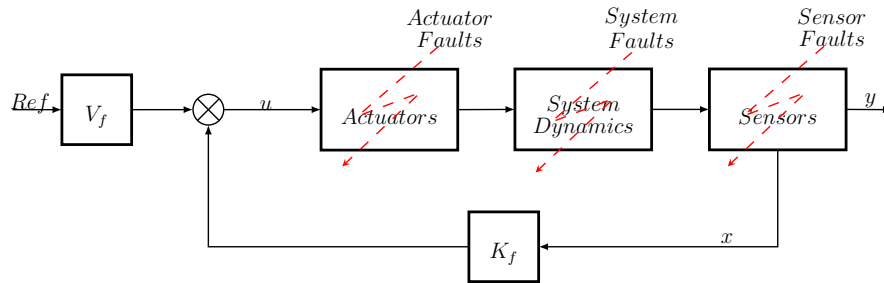 Actuator
Faults
System
Faults
Sensor
Faults
Ref
V_f
u
Actuators
System
Dynamics
Sensors
y
K_f
x